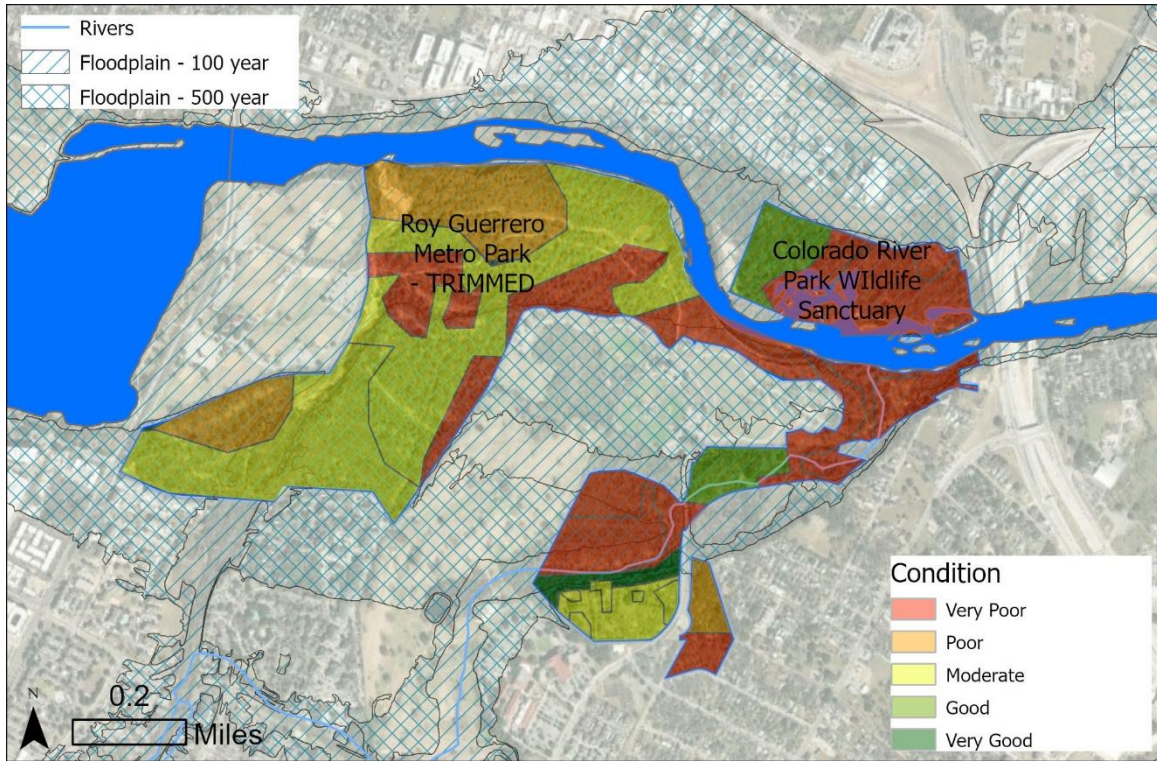 Rivers
Floodplain - 100 year
Floodplain - 500 year
Roy Guerrero
Metro Park
- TRIMMED
Colorado River
Park WIldlife
Sanctuary
Condition
Very Poor
Poor
Moderate
Good
Very Good
N
0.2
Miles